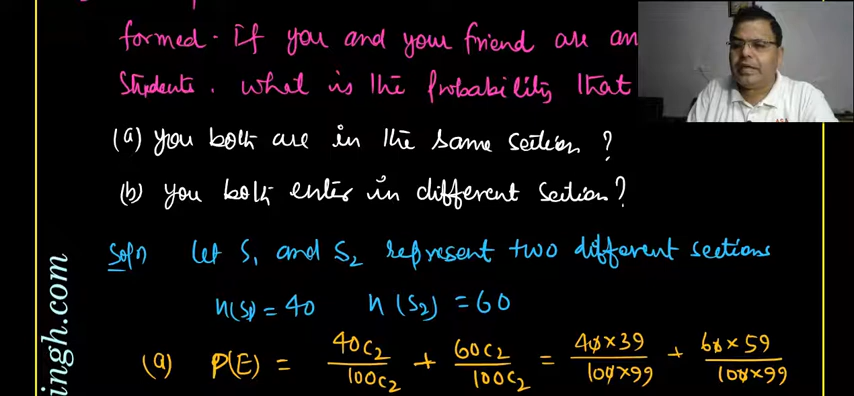 formed. If you and your friend are an
students. What is the probability that
(a) you both are in the same section?
(b) you both enter in different section?
Soln Let S₁ and S₂ represent two different sections
n(S₁) = 40 n(S₂) = 60
(a) P(E) = 40C₂/100C₂ + 60C₂/100C₂ = 40×39/100×99 + 60×59/100×99
ingh.com